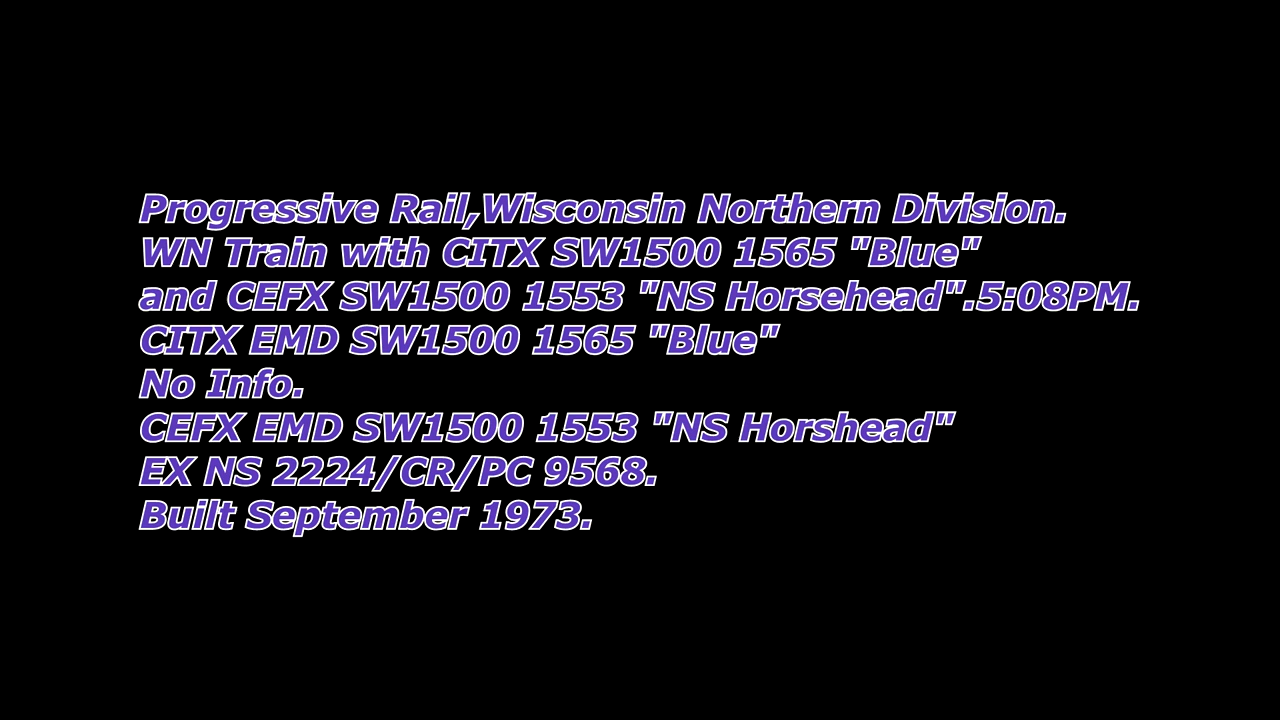 Progressive Rail,Wisconsin Northern Division.
WN Train with CITX SW1500 1565 "Blue"
and CEFX SW1500 1553 "NS Horsehead".5:08PM.
CITX EMD SW1500 1565 "Blue"
No Info.
CEFX EMD SW1500 1553 "NS Horshead"
EX NS 2224/CR/PC 9568.
Built September 1973.